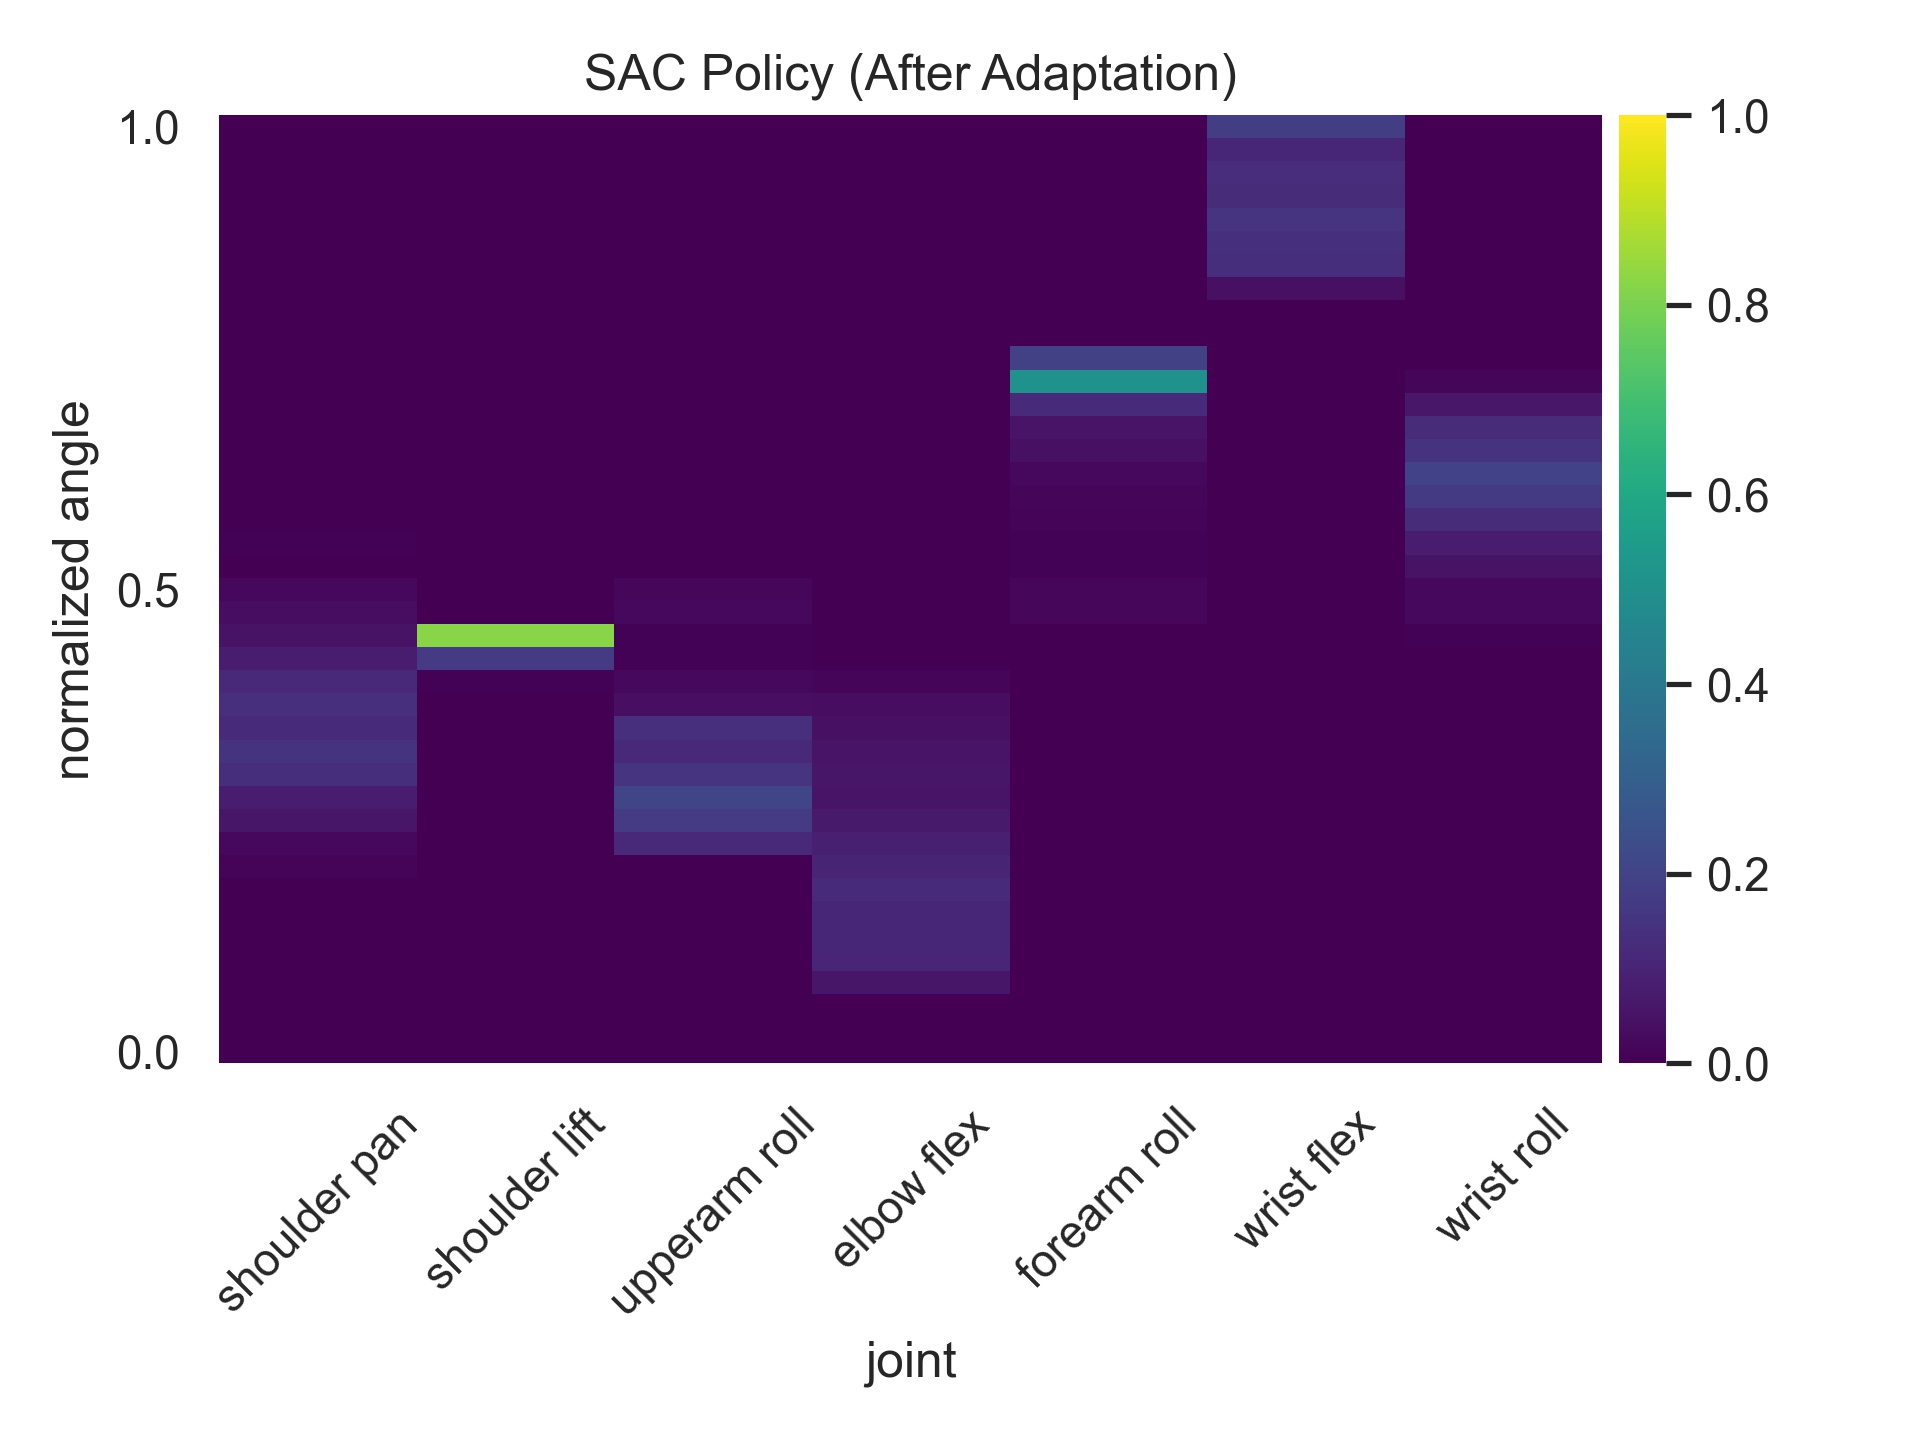 SAC Policy (After Adaptation)
1.0
0.5
0.0
normalized angle
1.0
0.8
0.6
0.4
0.2
0.0
shoulder pan
shoulder lift
upperarm roll
elbow flex
forearm roll
wrist flex
wrist roll
joint